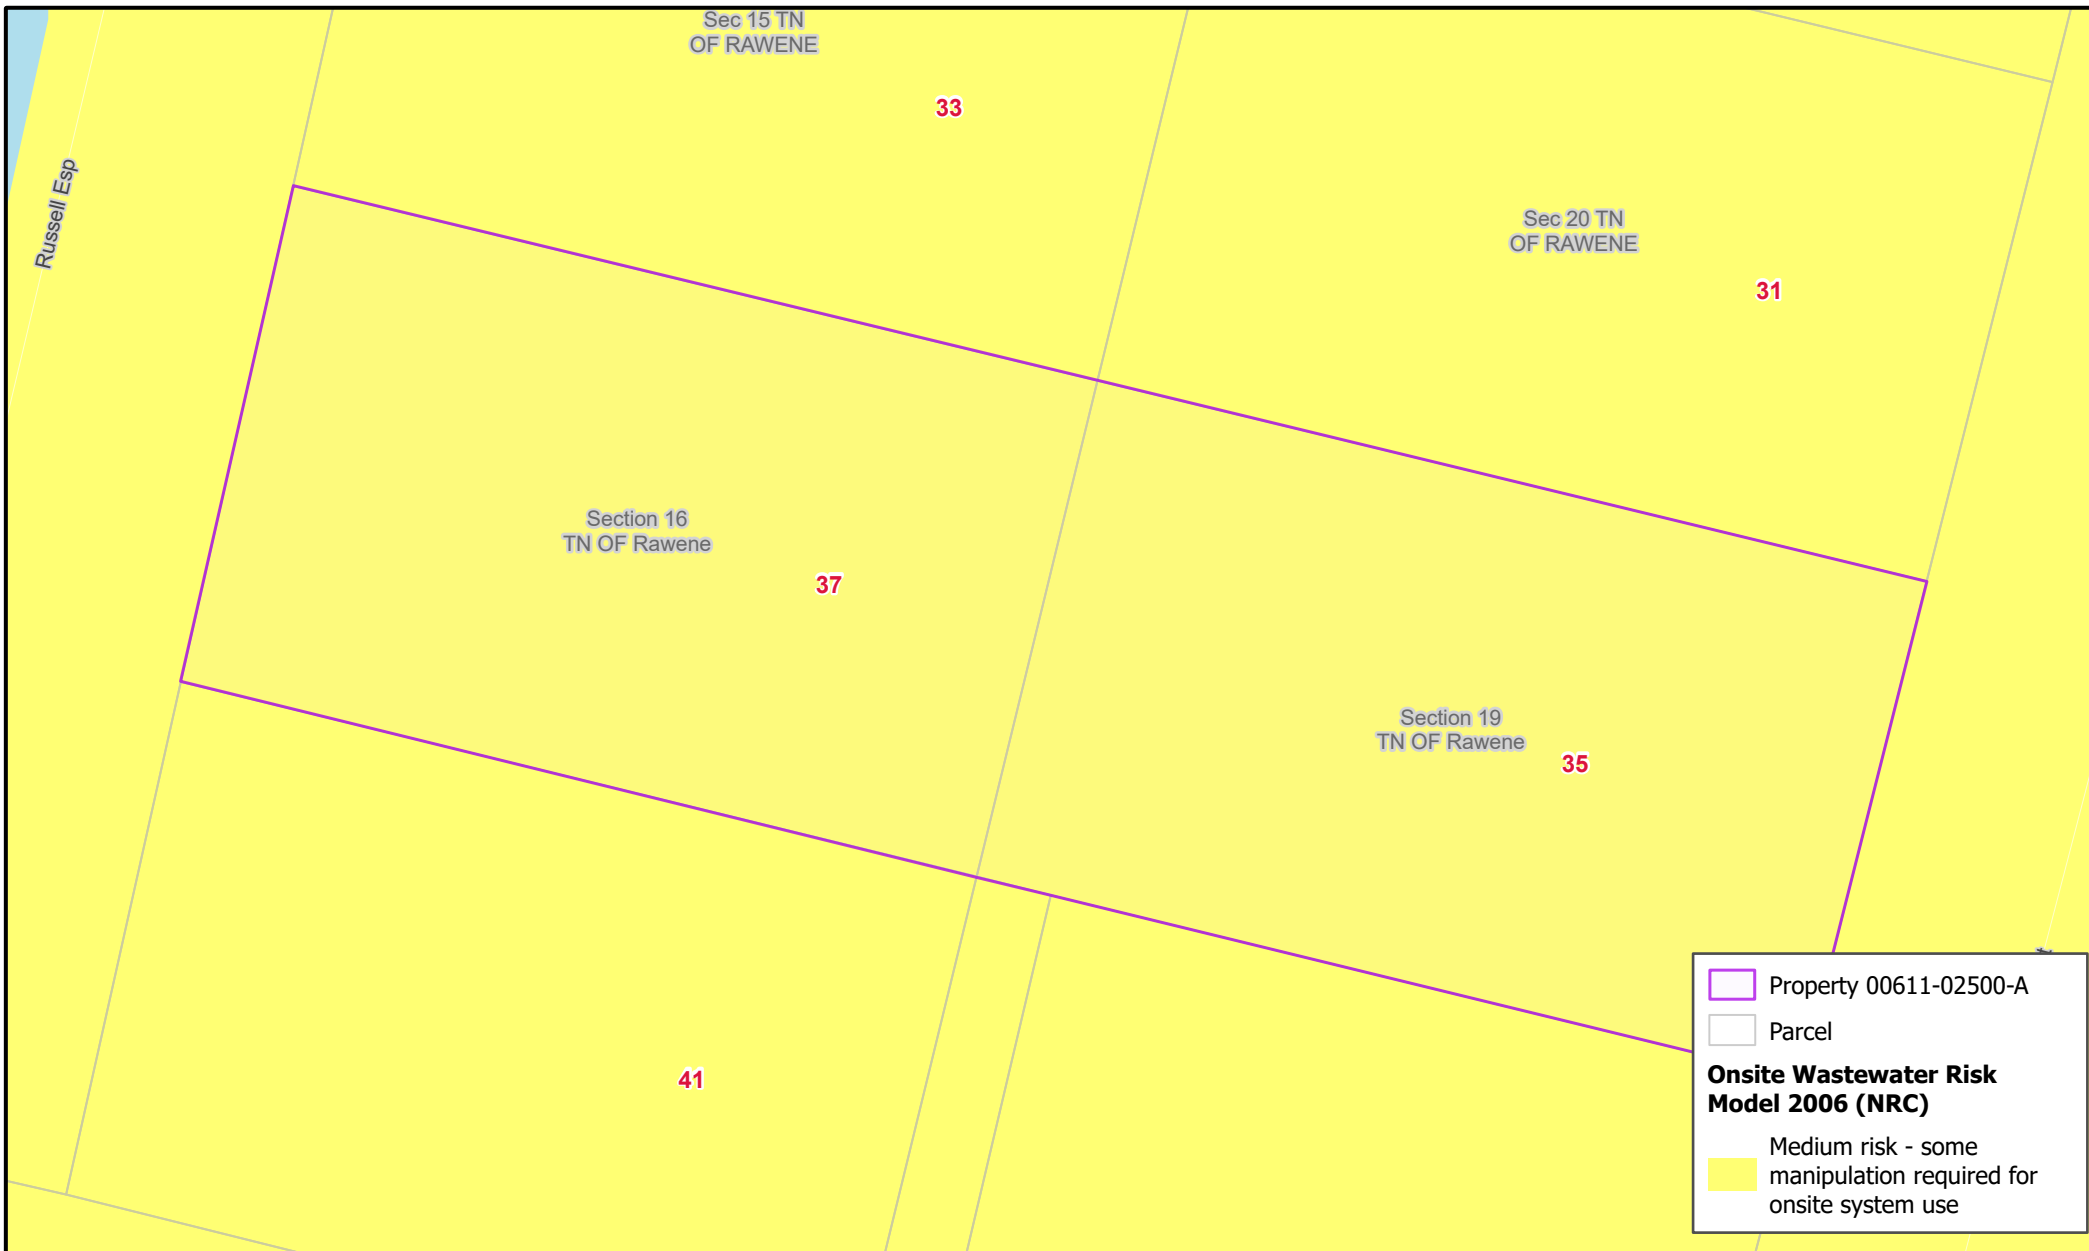 Sec 15 TN
OF RAWENE
33
Russell Esp
Sec 20 TN
OF RAWENE
31
Section 16
TN OF Rawene
37
Section 19
TN OF Rawene
35
41
Property 00611-02500-A
Parcel
Onsite Wastewater Risk
Model 2006 (NRC)
Medium risk - some
manipulation required for
onsite system use